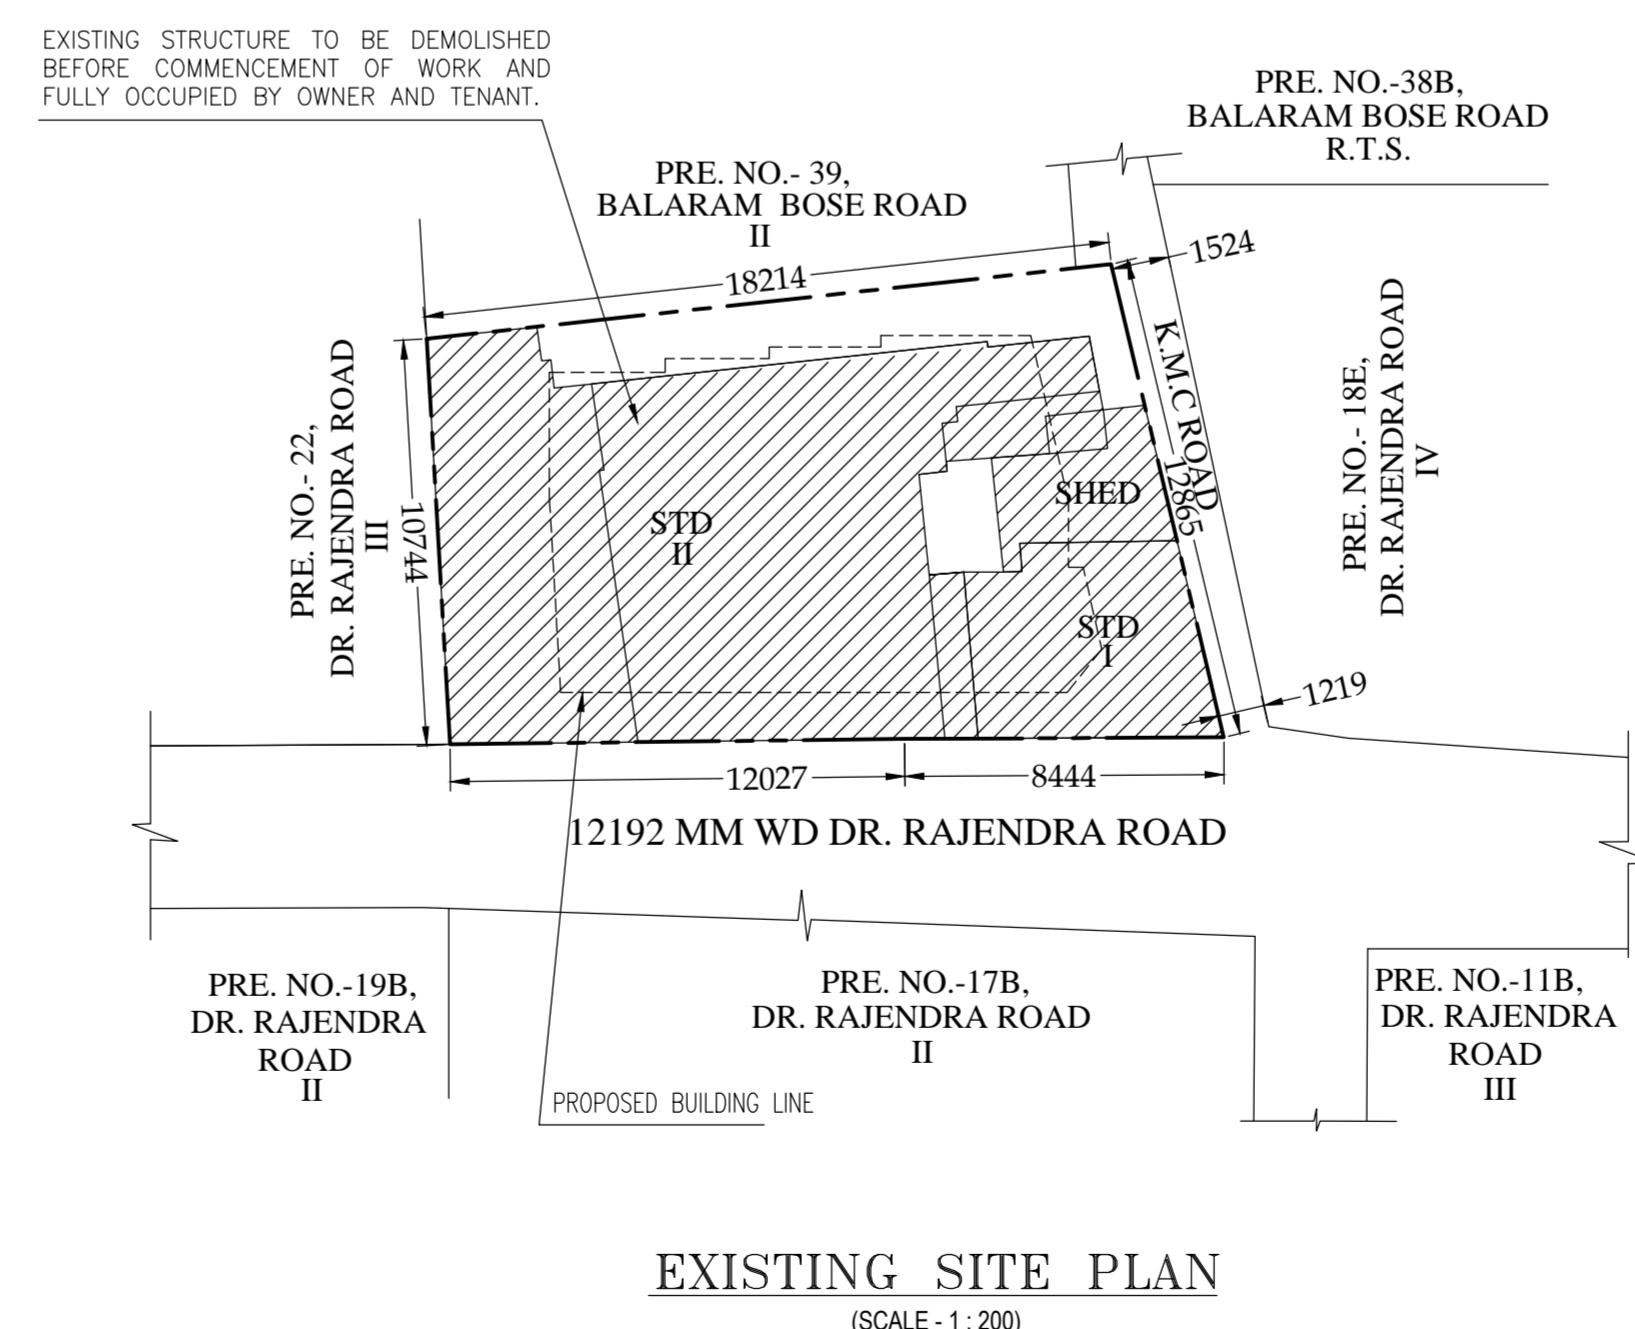 EXISTING STRUCTURE TO BE DEMOLISHED
BEFORE COMMENCEMENT OF WORK AND
FULLY OCCUPIED BY OWNER AND TENANT.
PRE. NO.-38B,
BALARAM BOSE ROAD
R.T.S.
PRE. NO.- 39,
BALARAM BOSE ROAD
II
18214
1524
PRE. NO.- 22,
DR. RAJENDRA ROAD
III
10744
STD
II
SHED
STD
I
K.M.C ROAD
12865
PRE. NO.- 18E,
DR. RAJENDRA ROAD
IV
1219
12027
8444
12192 MM WD DR. RAJENDRA ROAD
PRE. NO.-19B,
DR. RAJENDRA
ROAD
II
PRE. NO.-17B,
DR. RAJENDRA ROAD
II
PRE. NO.-11B,
DR. RAJENDRA
ROAD
III
PROPOSED BUILDING LINE
EXISTING SITE PLAN
(SCALE - 1 : 200)